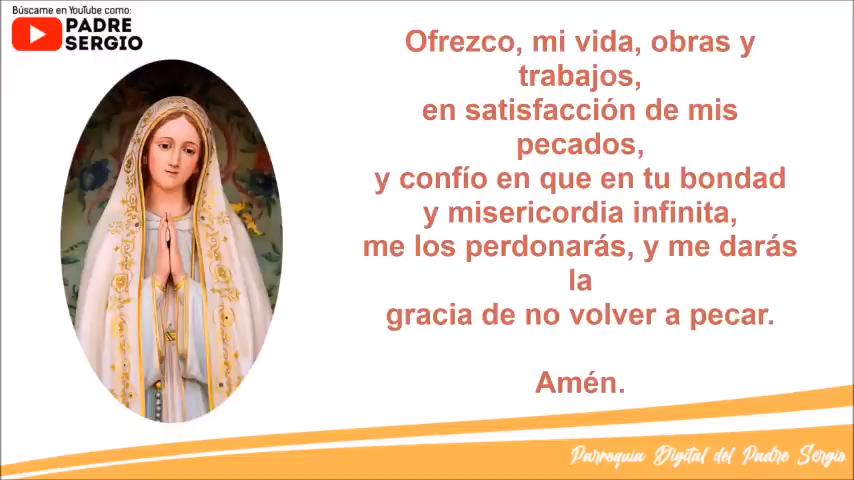 Búscame en YouTube como:
PADRE
SERGIO
Ofrezco, mi vida, obras y
trabajos,
en satisfacción de mis
pecados,
y confío en que en tu bondad
y misericordia infinita,
me los perdonarás, y me darás
la
gracia de no volver a pecar.
Amén.
Parroquia Digital del Padre Sergio